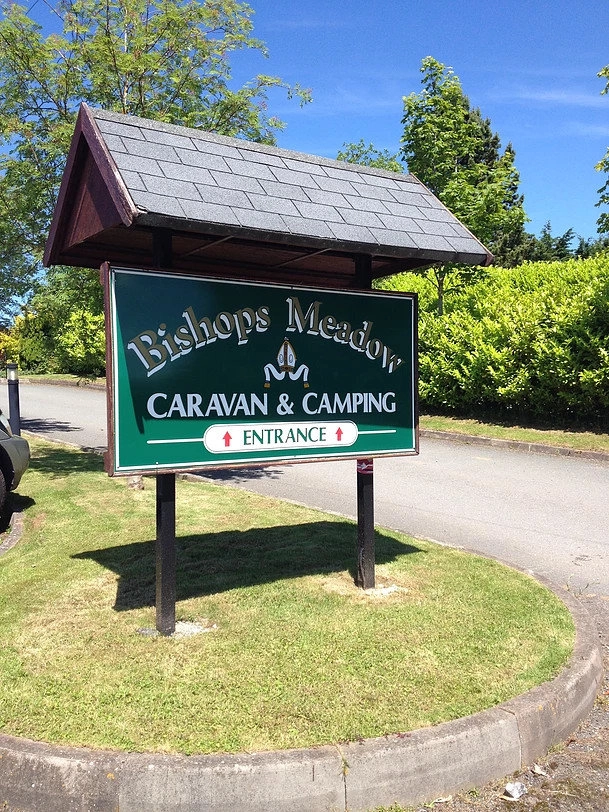 Bishops Meadow
CARAVAN & CAMPING
ENTRANCE